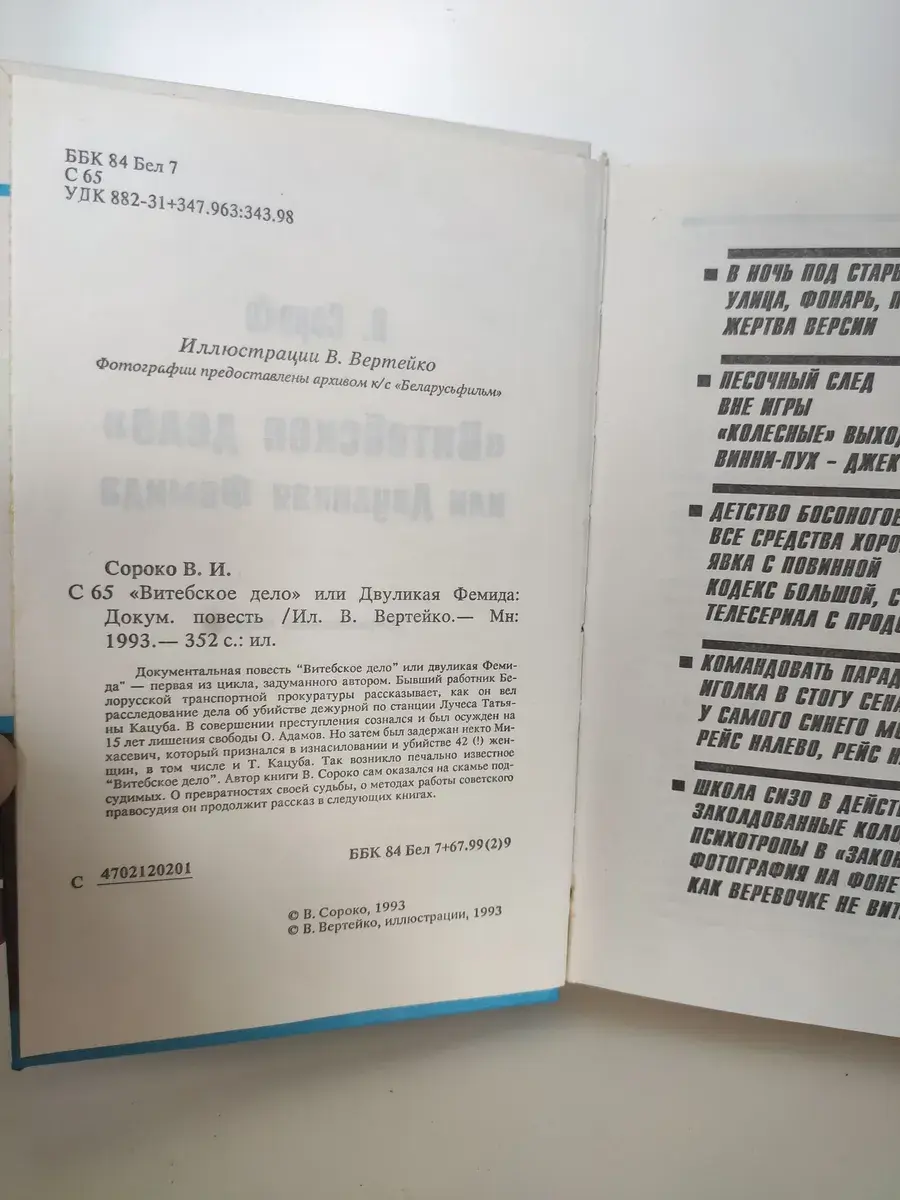 ББК 84 Бел 7
С 65
УДК 882-31+347.963:343.98
Иллюстрации В. Вертейко
Фотографии предоставлены архивом к/с «Беларусьфильм»
Сороко В. И.
С 65 «Витебское дело» или Двуликая Фемида:
Докум. повесть /Ил. В. Вертейко.— Мн:
1993.— 352 с.: ил.
Документальная повесть "Витебское дело" или двуликая Феми-
да" — первая из цикла, задуманного автором. Бывший работник Бе-
лорусской транспортной прокуратуры рассказывает, как он вел
расследование дела об убийстве дежурной по станции Лучеса Татья-
ны Кацуба. В совершении преступления сознался и был осужден на
15 лет лишения свободы О. Адамов. Но затем был задержан некто Ми-
хасевич, который признался в изнасиловании и убийстве 42 (!) жен-
щин, в том числе и Т. Кацуба. Так возникло печально известное
"Витебское дело". Автор книги В. Сороко сам оказался на скамье под-
судимых. О превратностях своей судьбы, о методах работы советского
правосудия он продолжит рассказ в следующих книгах.
ББК 84 Бел 7+67.99(2)9
С 4702120201
© В. Сороко, 1993
© В. Вертейко, иллюстрации, 1993
В НОЧЬ ПОД СТАРЫ
УЛИЦА, ФОНАРЬ, П
ЖЕРТВА ВЕРСИИ
ПЕСОЧНЫЙ СЛЕД
ВНЕ ИГРЫ
«КОЛЕСНЫЕ» ВЫХОД
ВИННИ-ПУХ – ДЖЕК
ДЕТСТВО БОСОНОГОЕ
ВСЕ СРЕДСТВА ХОРО
ЯВКА С ПОВИННОЙ
КОДЕКС БОЛЬШОЙ, С
ТЕЛЕСЕРИАЛ С ПРОДО
КОМАНДОВАТЬ ПАРАД
ИГОЛКА В СТОГУ СЕНА
У САМОГО СИНЕГО МО
РЕЙС НАЛЕВО, РЕЙС Н
ШКОЛА СИЗО В ДЕЙСТ
ЗАКОЛДОВАННЫЕ КОЛО
ПСИХОТРОПЫ В «ЗАКОН
ФОТОГРАФИЯ НА ФОНЕ
КАК ВЕРЕВОЧКЕ НЕ ВИТ